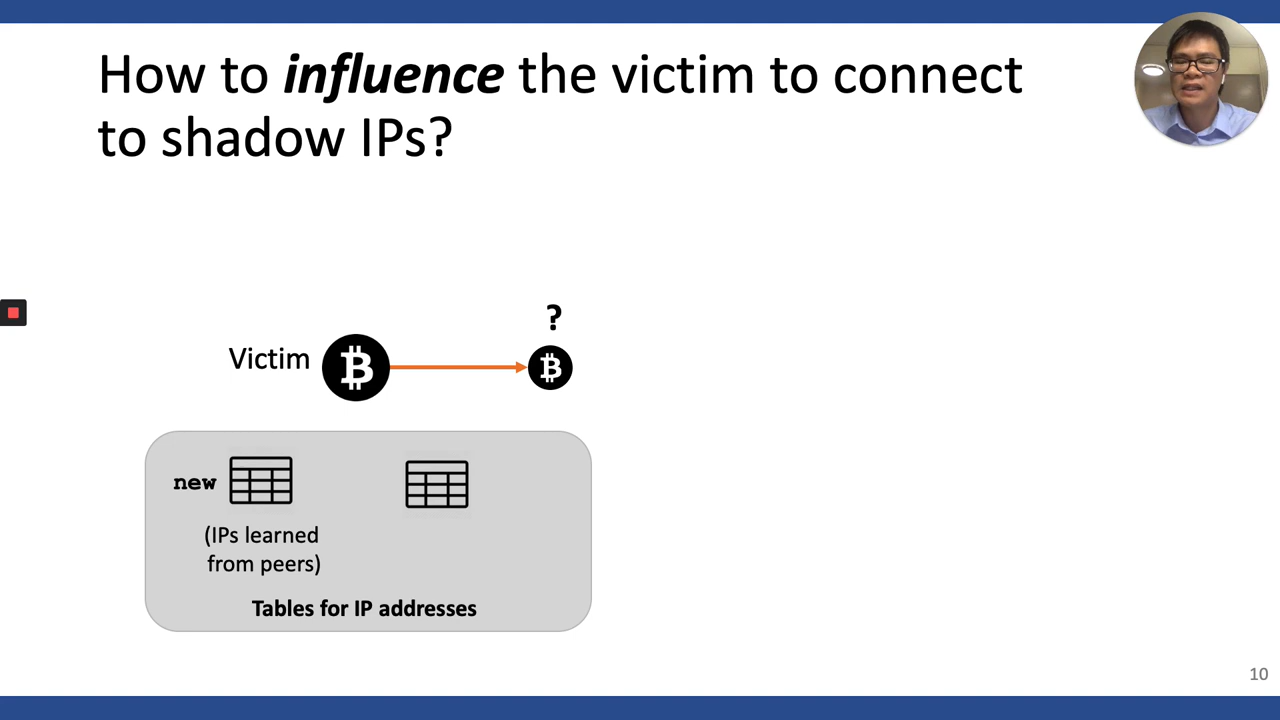 How to influence the victim to connect
to shadow IPs?
?
Victim
new
(IPs learned
from peers)
Tables for IP addresses
10